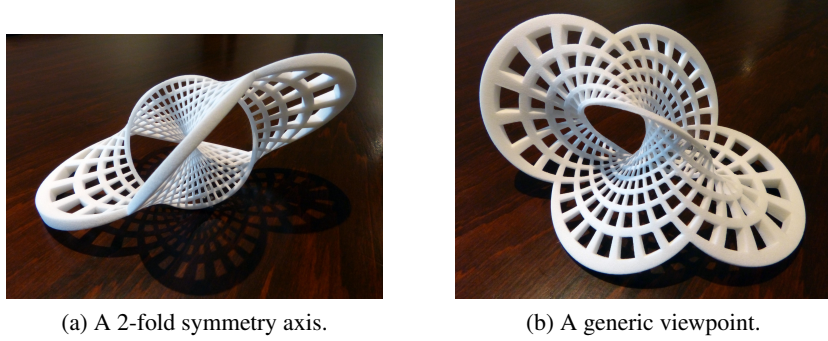 (a) A 2-fold symmetry axis.
(b) A generic viewpoint.